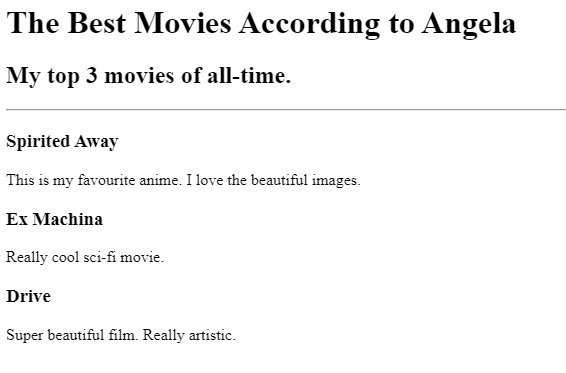 The Best Movies According to Angela
My top 3 movies of all-time.
Spirited Away
This is my favourite anime. I love the beautiful images.
Ex Machina
Really cool sci-fi movie.
Drive
Super beautiful film. Really artistic.